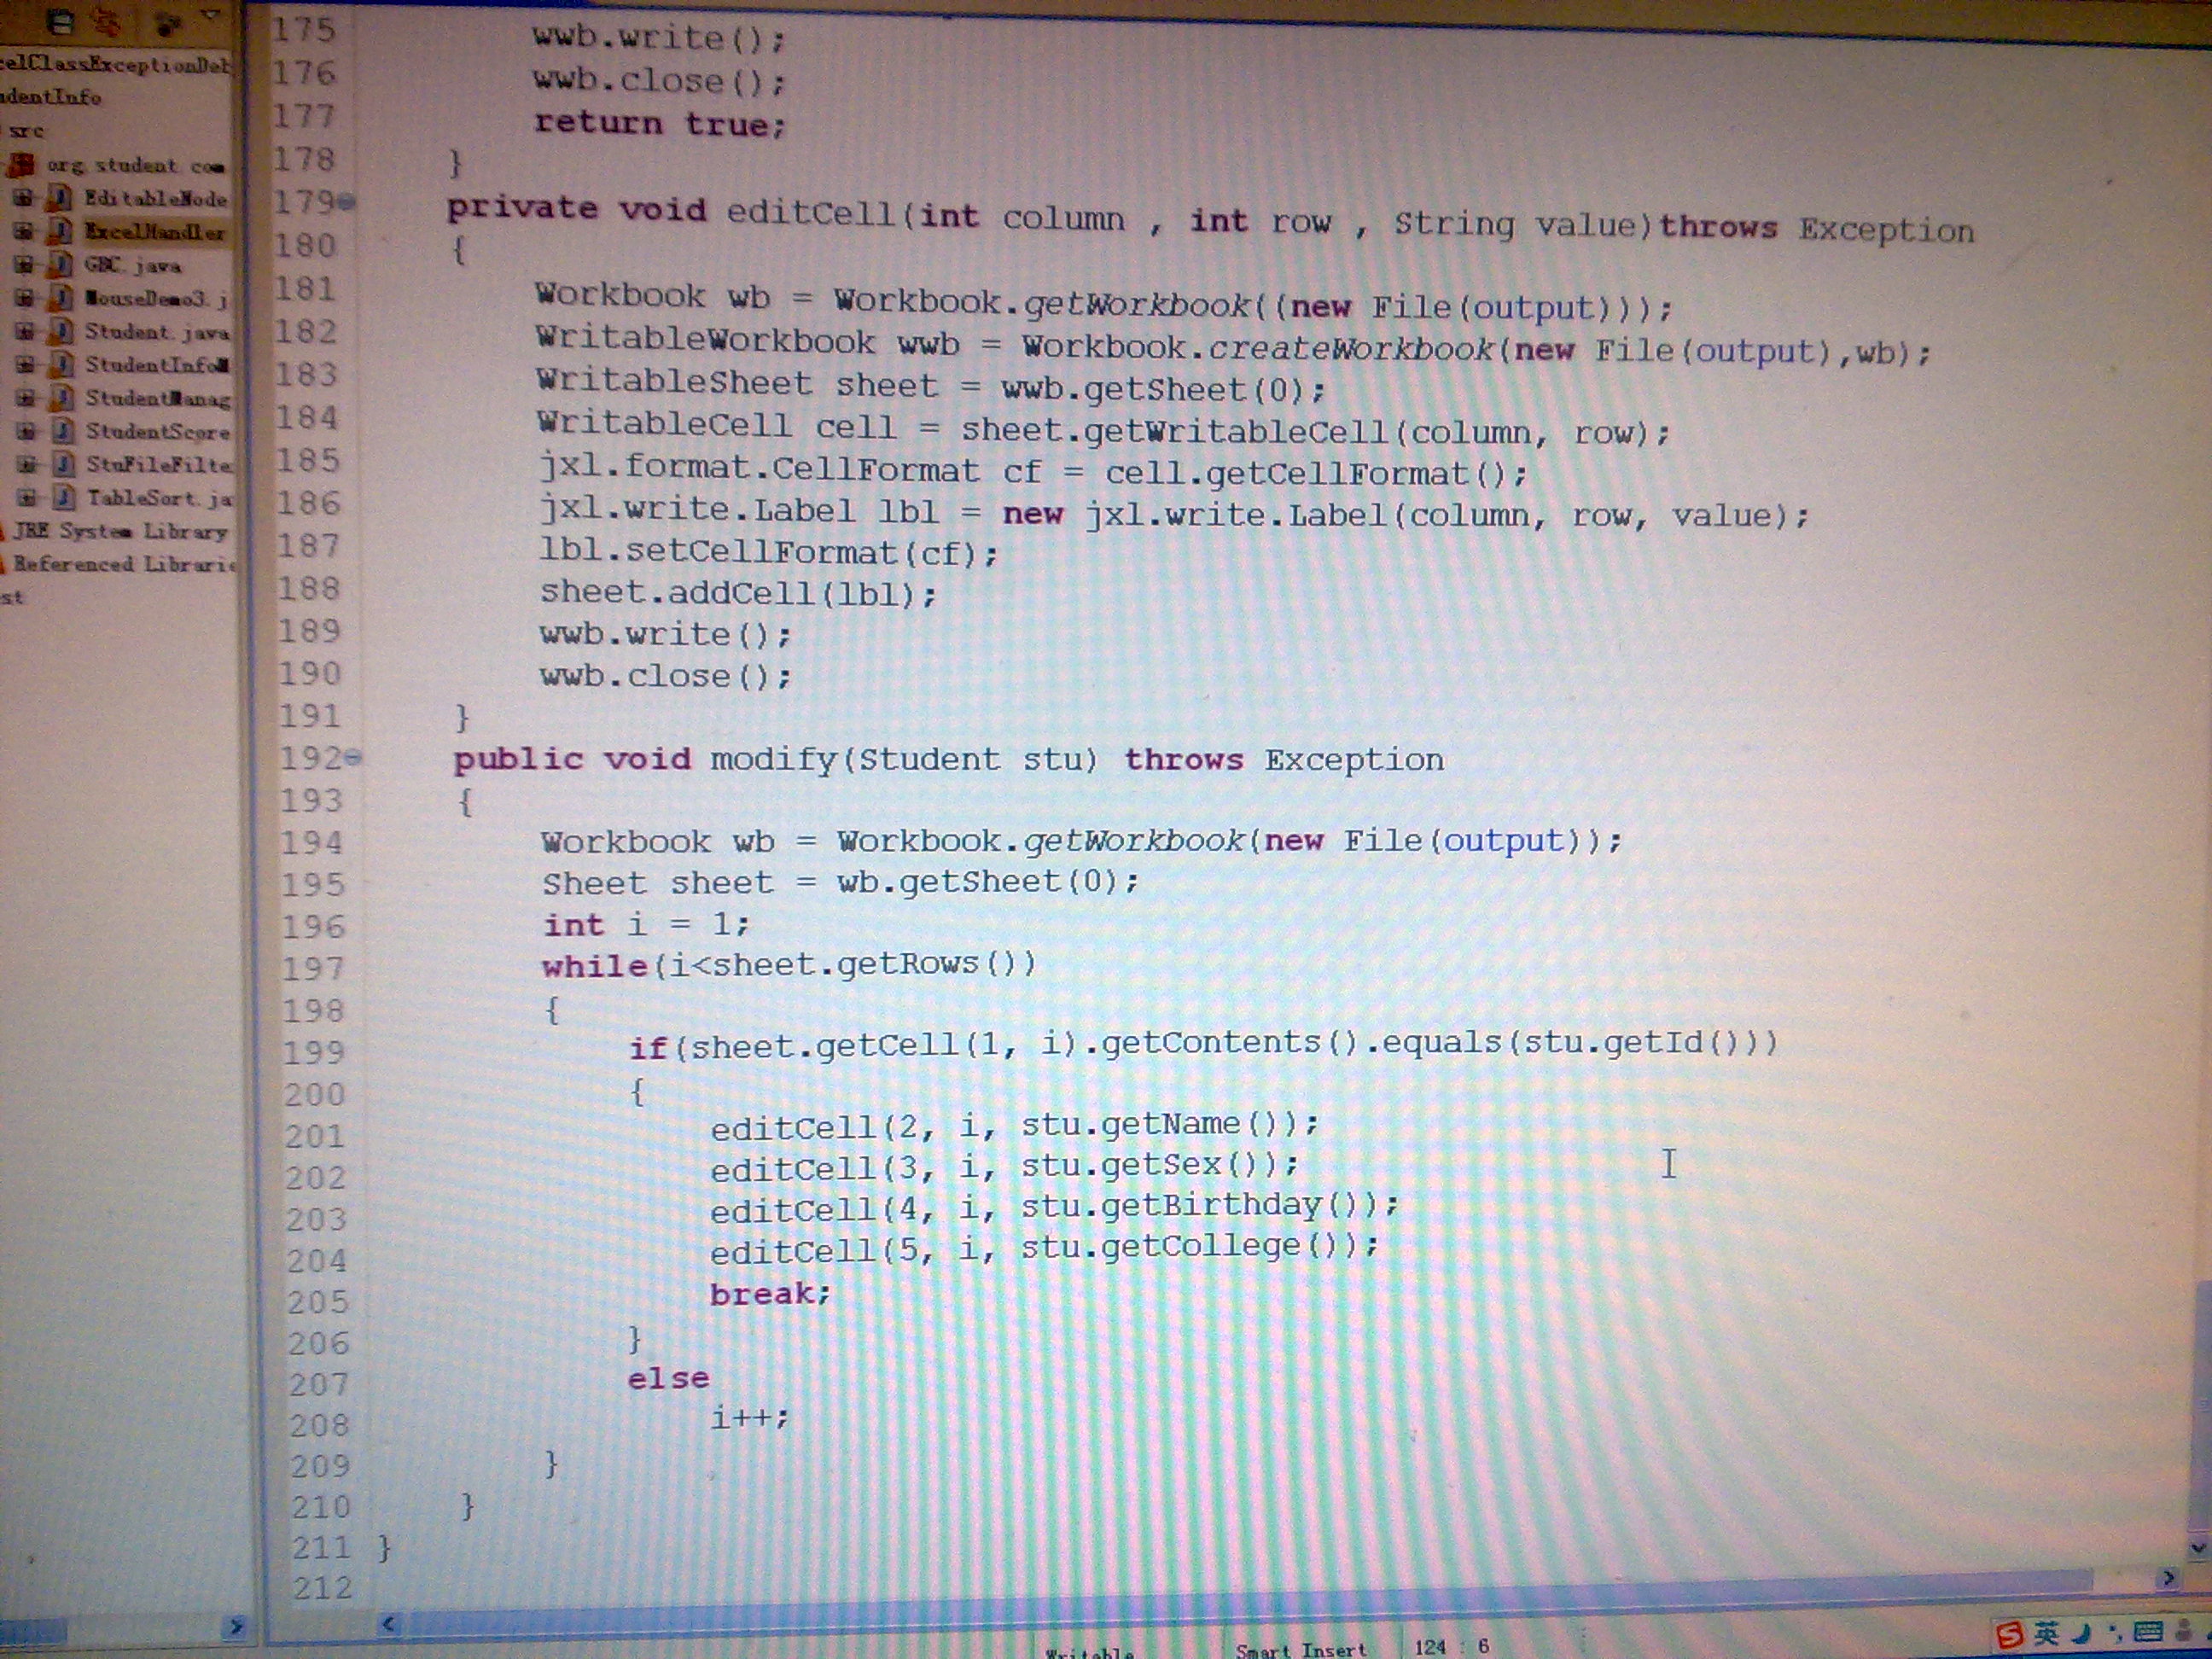 elClassExceptionDeb
dentInfo
src
org.student.com
EditableNode
ExcelHandler
GBC.java
MouseDemo3.j
Student.java
StudentInfoM
StudentManag
StudentScore
StuFileFilte
TableSort.ja
JRE System Library
Referenced Librarie
st
175 wwb.write();
176 wwb.close();
177 return true;
178 }
179 private void editCell(int column , int row , String value)throws Exception
180 {
181 Workbook wb = Workbook.getWorkbook((new File(output)));
182 WritableWorkbook wwb = Workbook.createWorkbook(new File(output),wb);
183 WritableSheet sheet = wwb.getSheet(0);
184 WritableCell cell = sheet.getWritableCell(column, row);
185 jxl.format.CellFormat cf = cell.getCellFormat();
186 jxl.write.Label lbl = new jxl.write.Label(column, row, value);
187 lbl.setCellFormat(cf);
188 sheet.addCell(lbl);
189 wwb.write();
190 wwb.close();
191 }
192 public void modify(Student stu) throws Exception
193 {
194 Workbook wb = Workbook.getWorkbook(new File(output));
195 Sheet sheet = wb.getSheet(0);
196 int i = 1;
197 while(i<sheet.getRows())
198 {
199 if(sheet.getCell(1, i).getContents().equals(stu.getId()))
200 {
201 editCell(2, i, stu.getName());
202 editCell(3, i, stu.getSex());
203 editCell(4, i, stu.getBirthday());
204 editCell(5, i, stu.getCollege());
205 break;
206 }
207 else
208 i++;
209 }
210 }
211 }
212
Writable Smart Insert 124 : 6
英